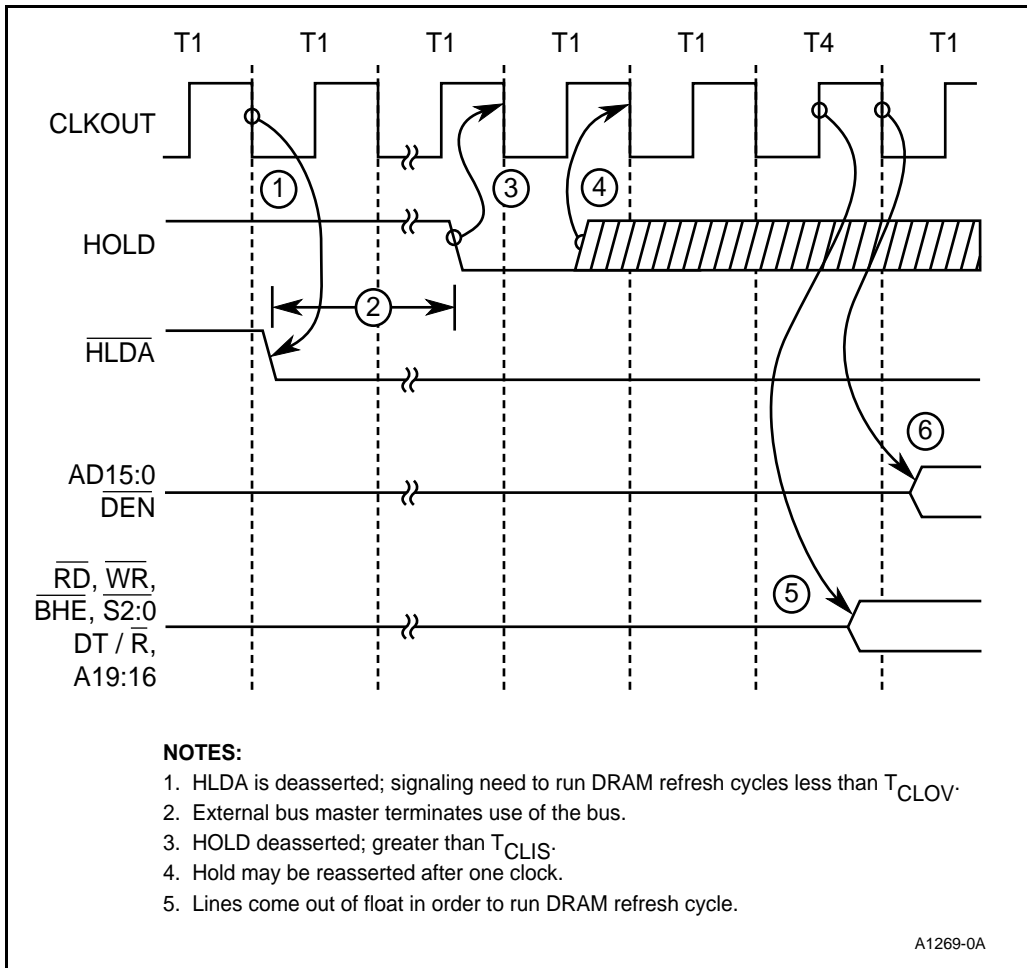 T1 T1 T1 T1 T1 T4 T1
CLKOUT
1
3
4
HOLD
2
HLDA
6
AD15:0
DEN
5
RD, WR,
BHE, S2:0
DT / R,
A19:16
NOTES:
1. HLDA is deasserted; signaling need to run DRAM refresh cycles less than TCLOV.
2. External bus master terminates use of the bus.
3. HOLD deasserted; greater than TCLIS.
4. Hold may be reasserted after one clock.
5. Lines come out of float in order to run DRAM refresh cycle.
A1269-0A